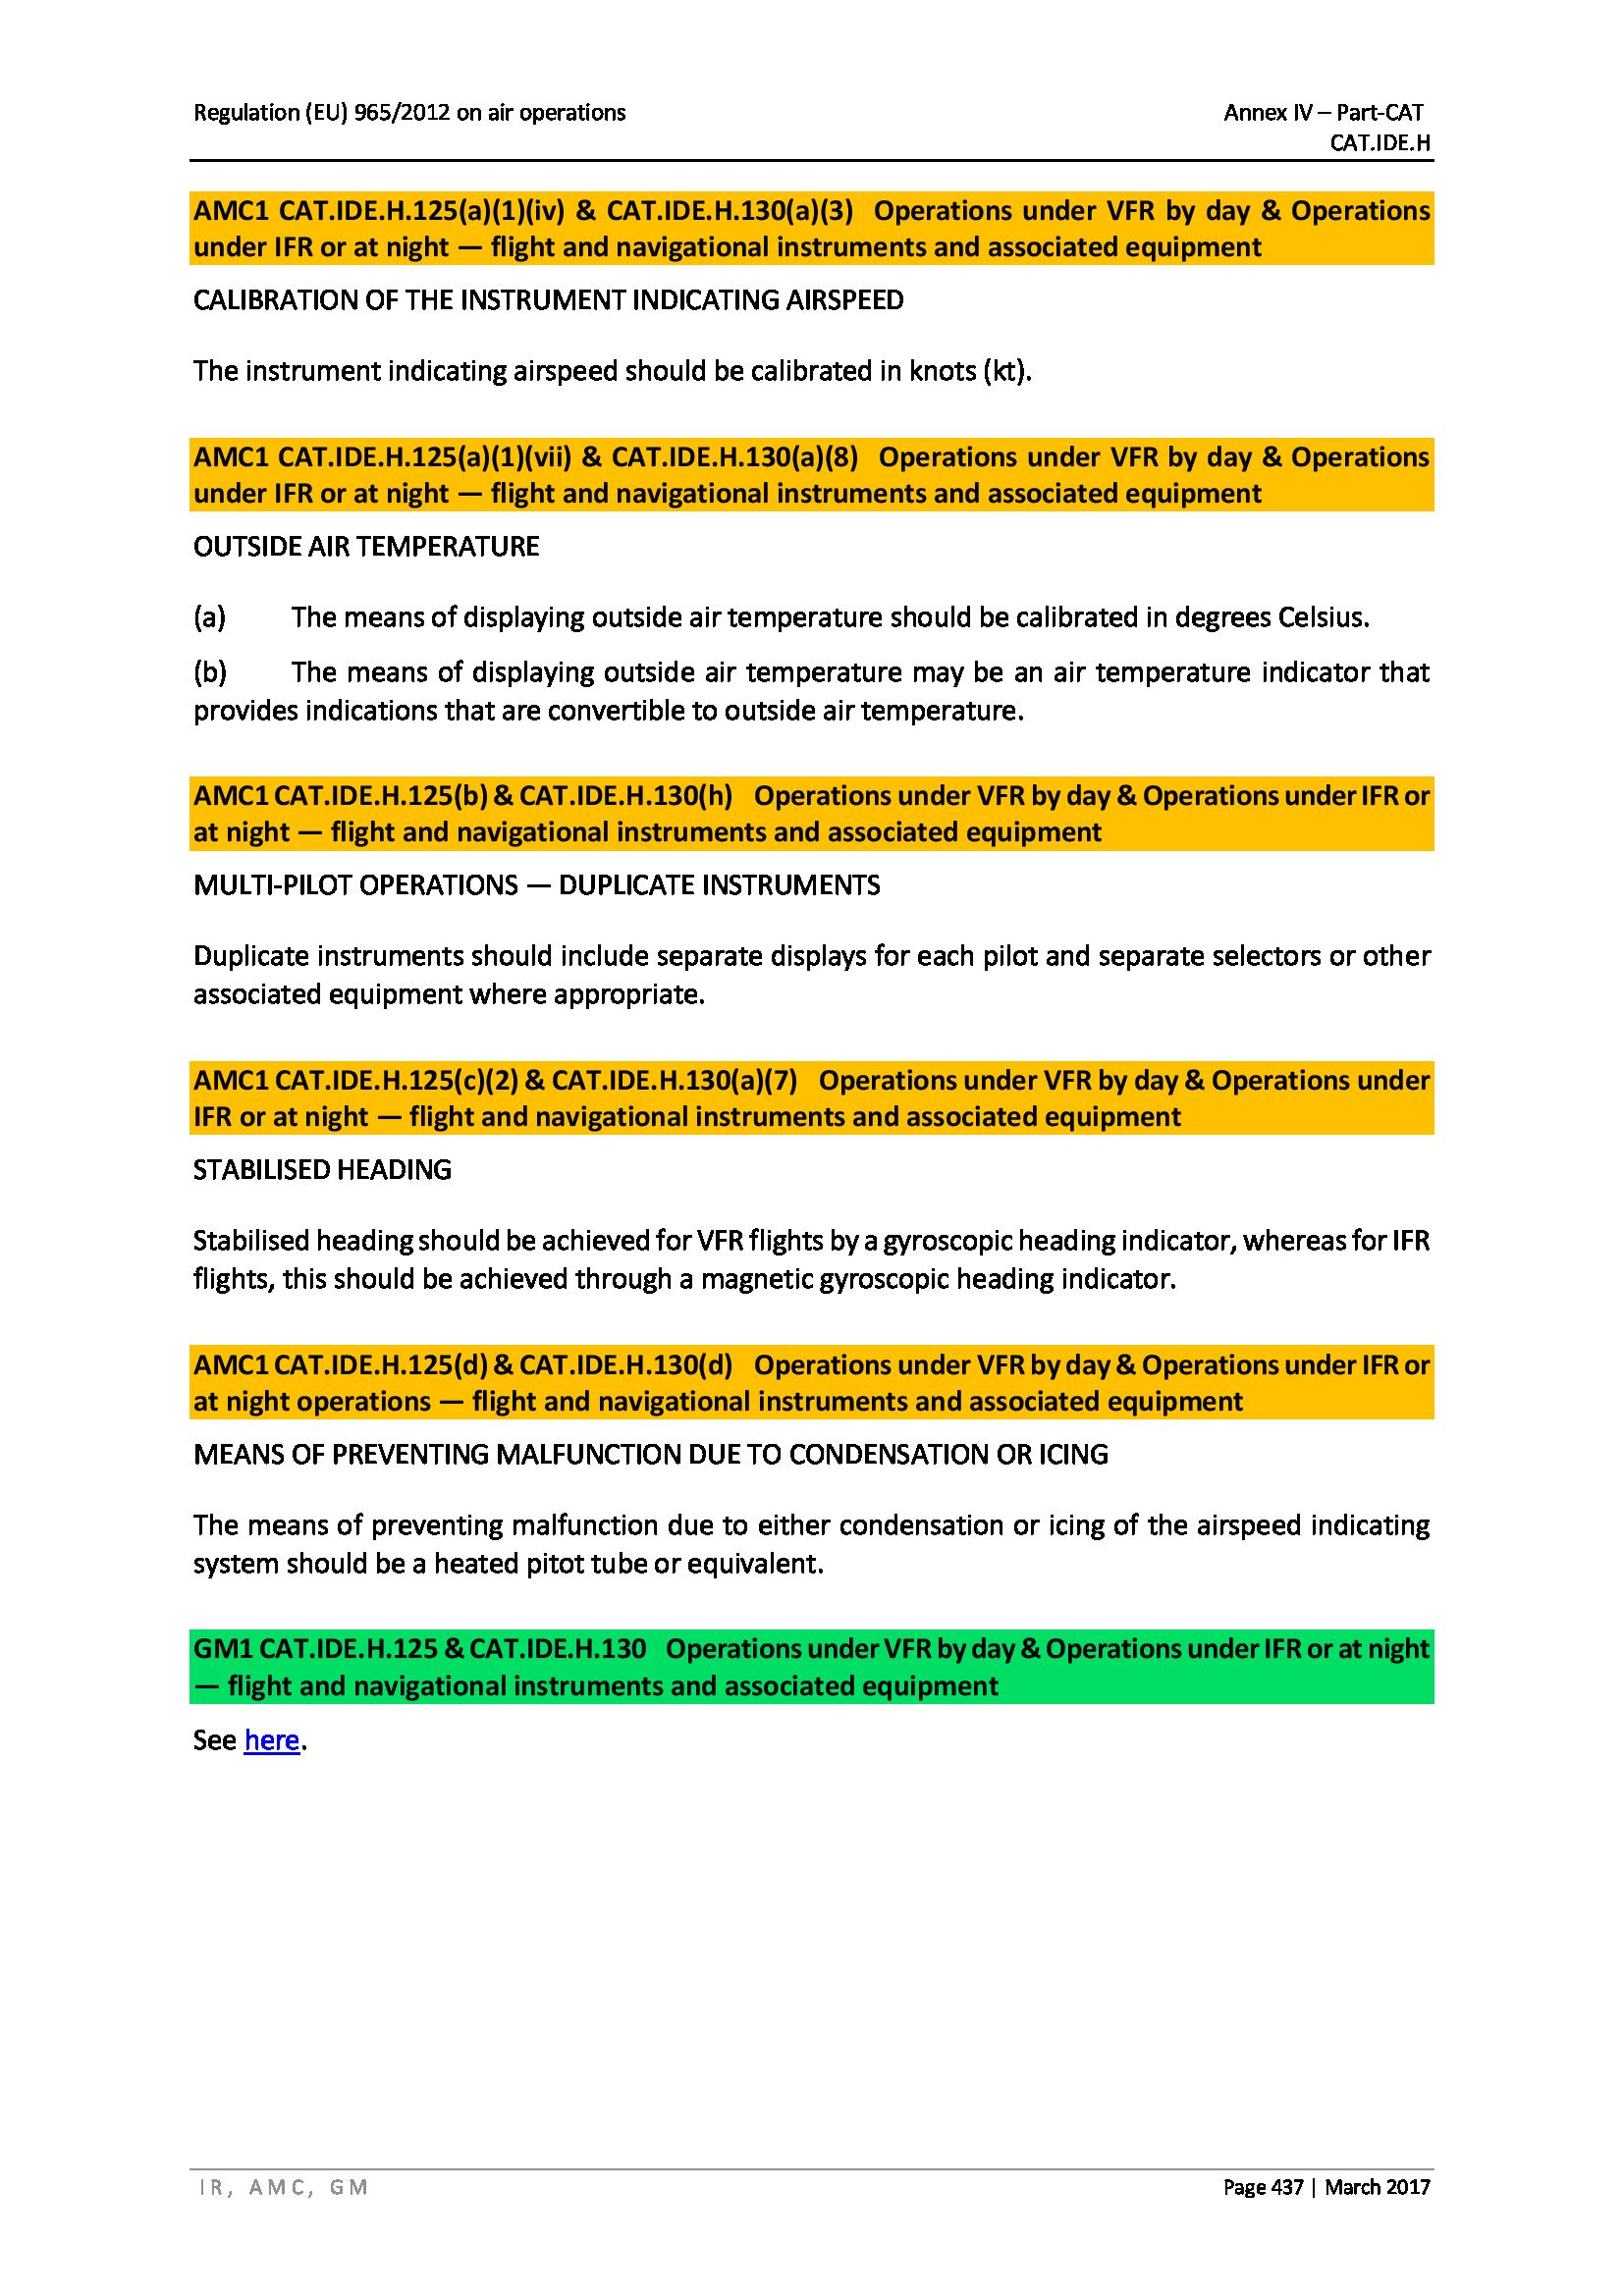 Regulation (EU) 965/2012 on air operations
Annex IV – Part-CAT
CAT.IDE.H
AMC1 CAT.IDE.H.125(a)(1)(iv) & CAT.IDE.H.130(a)(3) Operations under VFR by day & Operations
under IFR or at night — flight and navigational instruments and associated equipment
CALIBRATION OF THE INSTRUMENT INDICATING AIRSPEED
The instrument indicating airspeed should be calibrated in knots (kt).
AMC1 CAT.IDE.H.125(a)(1)(vii) & CAT.IDE.H.130(a)(8) Operations under VFR by day & Operations
under IFR or at night — flight and navigational instruments and associated equipment
OUTSIDE AIR TEMPERATURE
(a) The means of displaying outside air temperature should be calibrated in degrees Celsius.
(b) The means of displaying outside air temperature may be an air temperature indicator that
provides indications that are convertible to outside air temperature.
AMC1 CAT.IDE.H.125(b) & CAT.IDE.H.130(h) Operations under VFR by day & Operations under IFR or
at night — flight and navigational instruments and associated equipment
MULTI-PILOT OPERATIONS — DUPLICATE INSTRUMENTS
Duplicate instruments should include separate displays for each pilot and separate selectors or other
associated equipment where appropriate.
AMC1 CAT.IDE.H.125(c)(2) & CAT.IDE.H.130(a)(7) Operations under VFR by day & Operations under
IFR or at night — flight and navigational instruments and associated equipment
STABILISED HEADING
Stabilised heading should be achieved for VFR flights by a gyroscopic heading indicator, whereas for IFR
flights, this should be achieved through a magnetic gyroscopic heading indicator.
AMC1 CAT.IDE.H.125(d) & CAT.IDE.H.130(d) Operations under VFR by day & Operations under IFR or
at night operations — flight and navigational instruments and associated equipment
MEANS OF PREVENTING MALFUNCTION DUE TO CONDENSATION OR ICING
The means of preventing malfunction due to either condensation or icing of the airspeed indicating
system should be a heated pitot tube or equivalent.
GM1 CAT.IDE.H.125 & CAT.IDE.H.130 Operations under VFR by day & Operations under IFR or at night
— flight and navigational instruments and associated equipment
See here.
IR, AMC, GM
Page 437 | March 2017